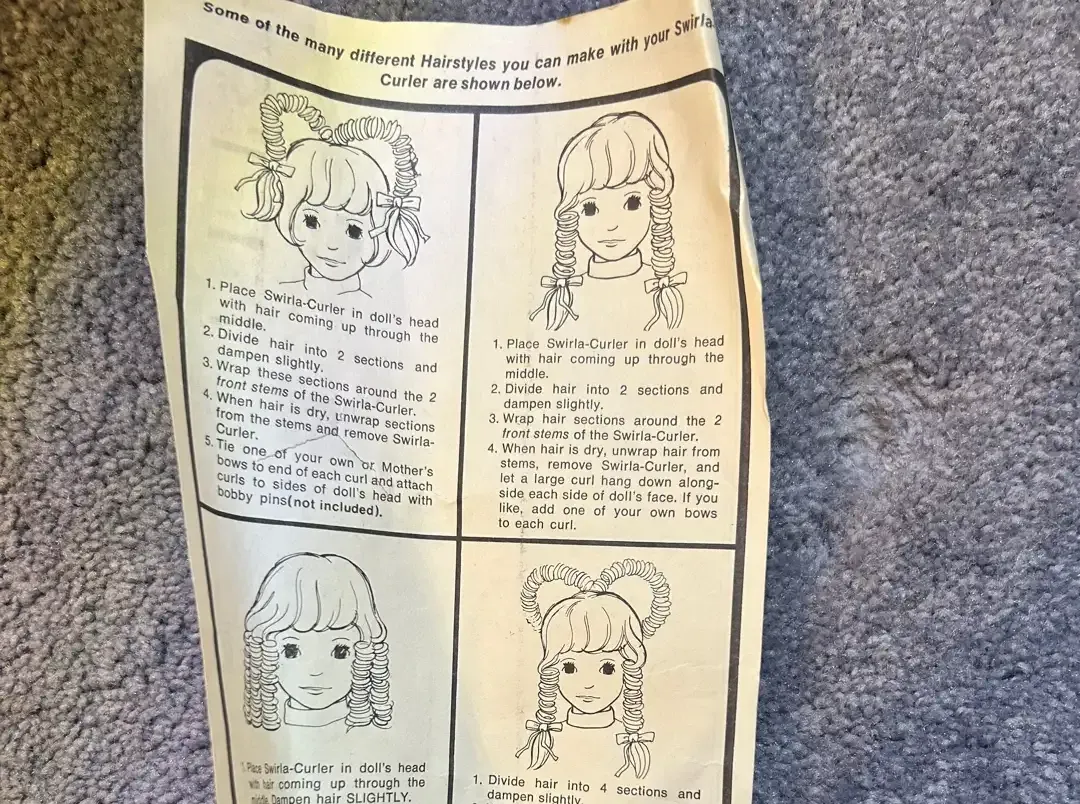 Some of the many different Hairstyles you can make with your Swirla
Curler are shown below.
1. Place Swirla-Curler in doll's head
with hair coming up through the
middle.
2. Divide hair into 2 sections and
dampen slightly.
3. Wrap these sections around the 2
front stems of the Swirla-Curler.
4. When hair is dry, unwrap sections
from the stems and remove Swirla-
Curler.
5. Tie one of your own or Mother's
bows to end of each curl and attach
curls to sides of doll's head with
bobby pins(not included).
1. Place Swirla-Curler in doll's head
with hair coming up through the
middle.
2. Divide hair into 2 sections and
dampen slightly.
3. Wrap hair sections around the 2
front stems of the Swirla-Curler.
4. When hair is dry, unwrap hair from
stems, remove Swirla-Curler, and
let a large curl hang down along-
side each side of doll's face. If you
like, add one of your own bows
to each curl.
1. Place Swirla-Curler in doll's head
with hair coming up through the
middle. Dampen hair SLIGHTLY.
1. Divide hair into 4 sections and
dampen slightly.